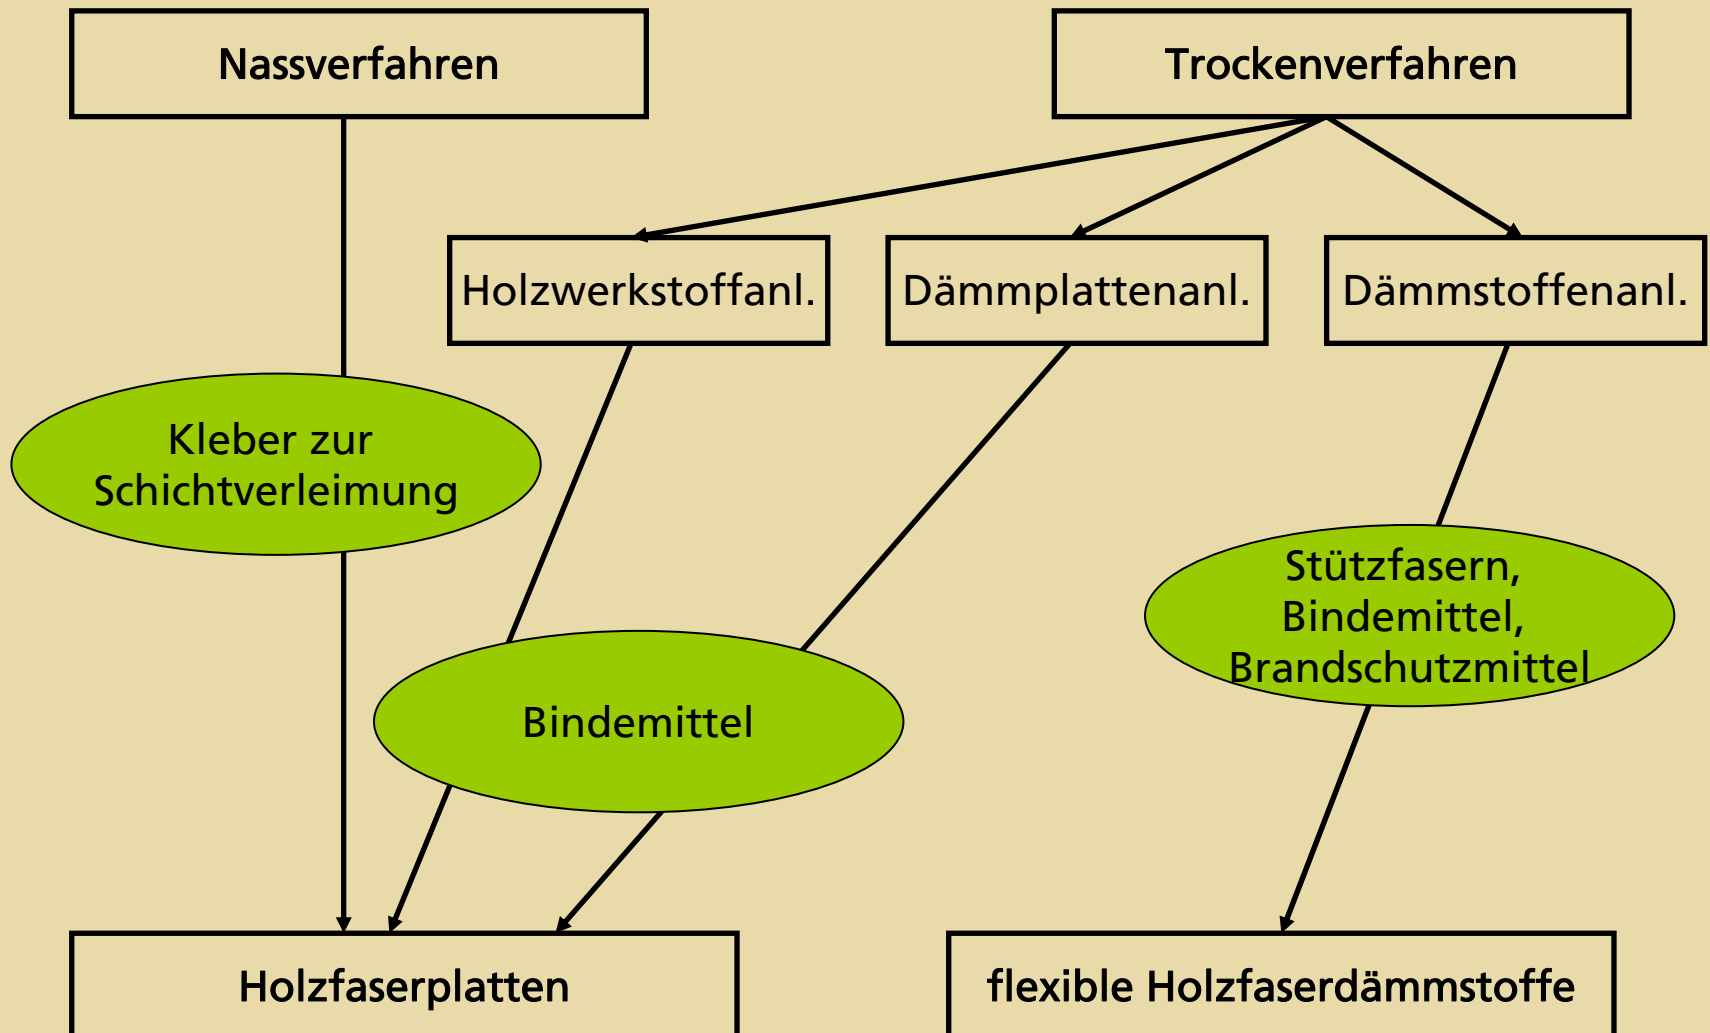 Nassverfahren
Trockenverfahren
Holzwerkstoffanl.
Dämmplattenanl.
Dämmstoffenanl.
Kleber zur
Schichtverleimung
Stützfasern,
Bindemittel,
Brandschutzmittel
Bindemittel
Holzfaserplatten
flexible Holzfaserdämmstoffe